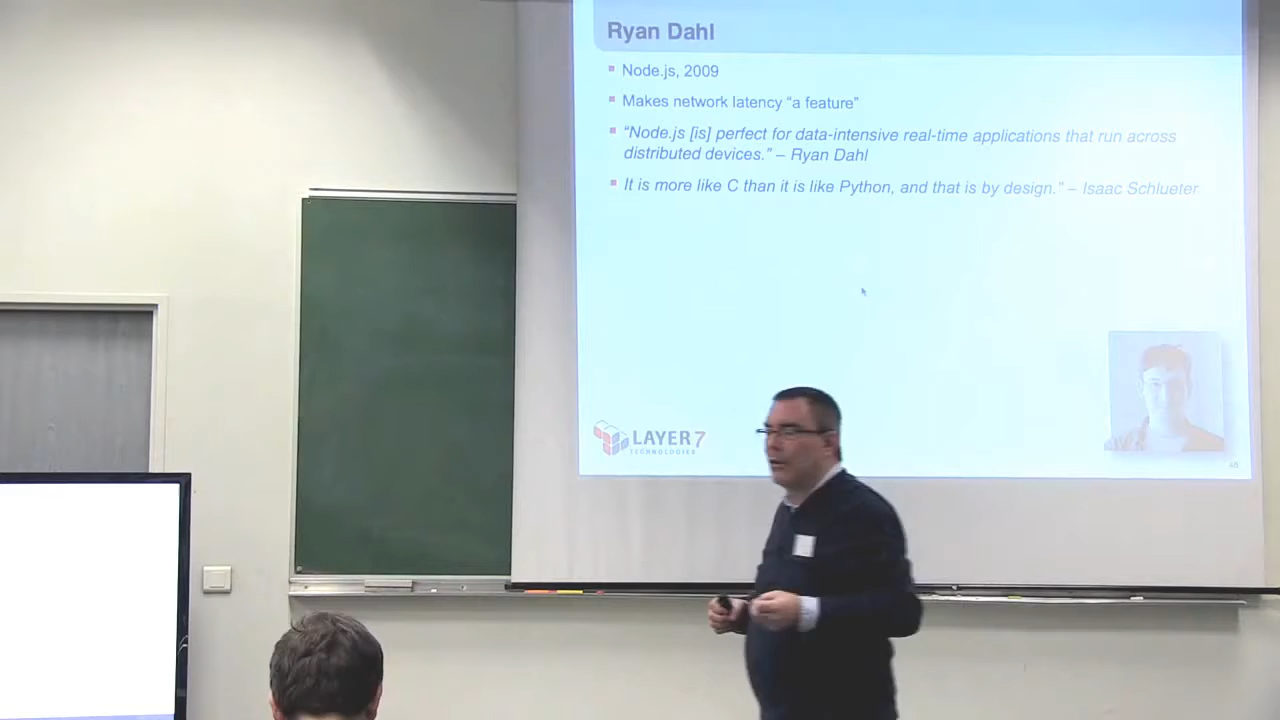 Ryan Dahl
Node.js, 2009
Makes network latency “a feature”
“Node.js [is] perfect for data-intensive real-time applications that run across
distributed devices.” – Ryan Dahl
It is more like C than it is like Python, and that is by design.” – Isaac Schlueter
LAYER 7
TECHNOLOGIES
46